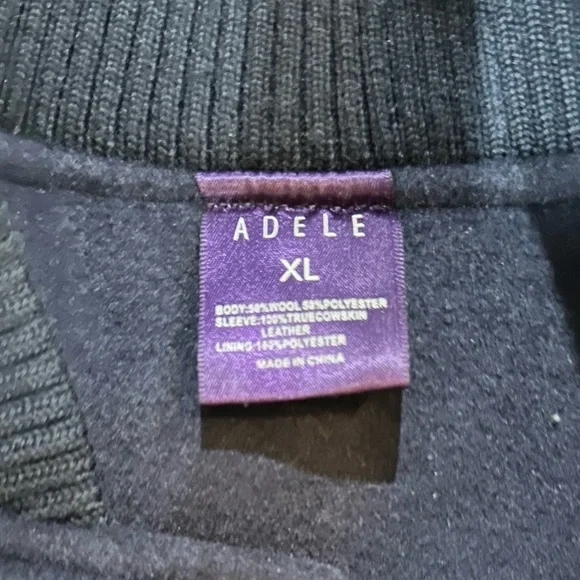 ADELE
XL
BODY:50%WOOL 50%POLYESTER
SLEEVE:100%TRUECOWSKIN
LEATHER
LINING:100%POLYESTER
MADE IN CHINA